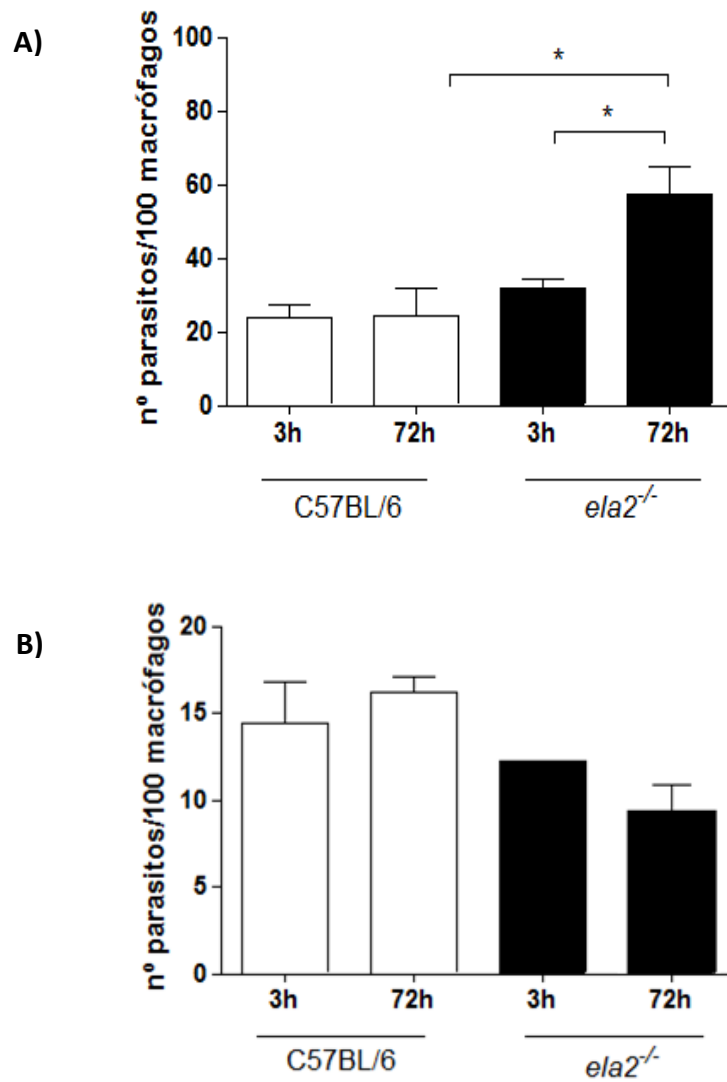 A)
nº parasitos/100 macrófagos
100
80
60
40
20
0
*
*
3h 72h 3h 72h
C57BL/6 ela2-/-
B)
nº parasitos/100 macrófagos
20
15
10
5
0
3h 72h 3h 72h
C57BL/6 ela2-/-